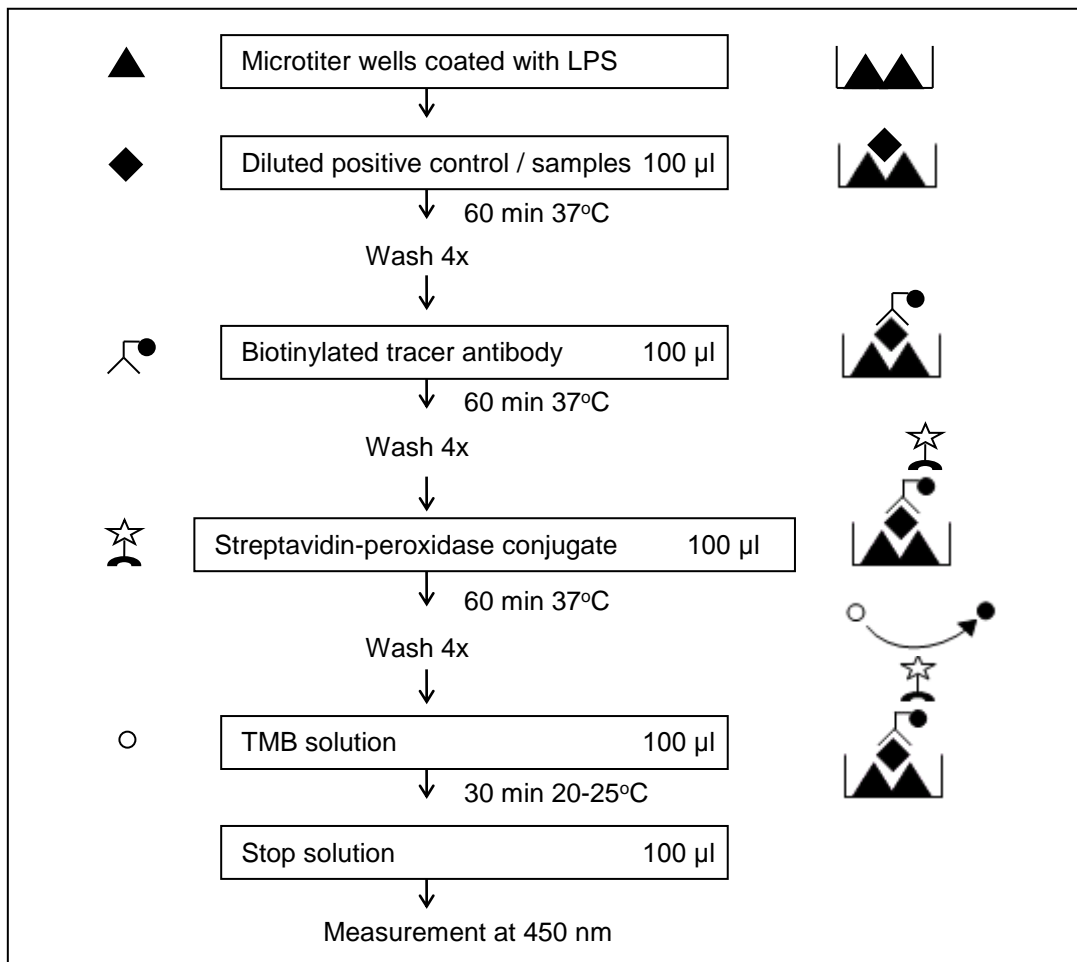 Microtiter wells coated with LPS
Diluted positive control / samples 100 µl
60 min 37°C
Wash 4x
Biotinylated tracer antibody 100 µl
60 min 37°C
Wash 4x
Streptavidin-peroxidase conjugate 100 µl
60 min 37°C
Wash 4x
TMB solution 100 µl
30 min 20-25°C
Stop solution 100 µl
Measurement at 450 nm